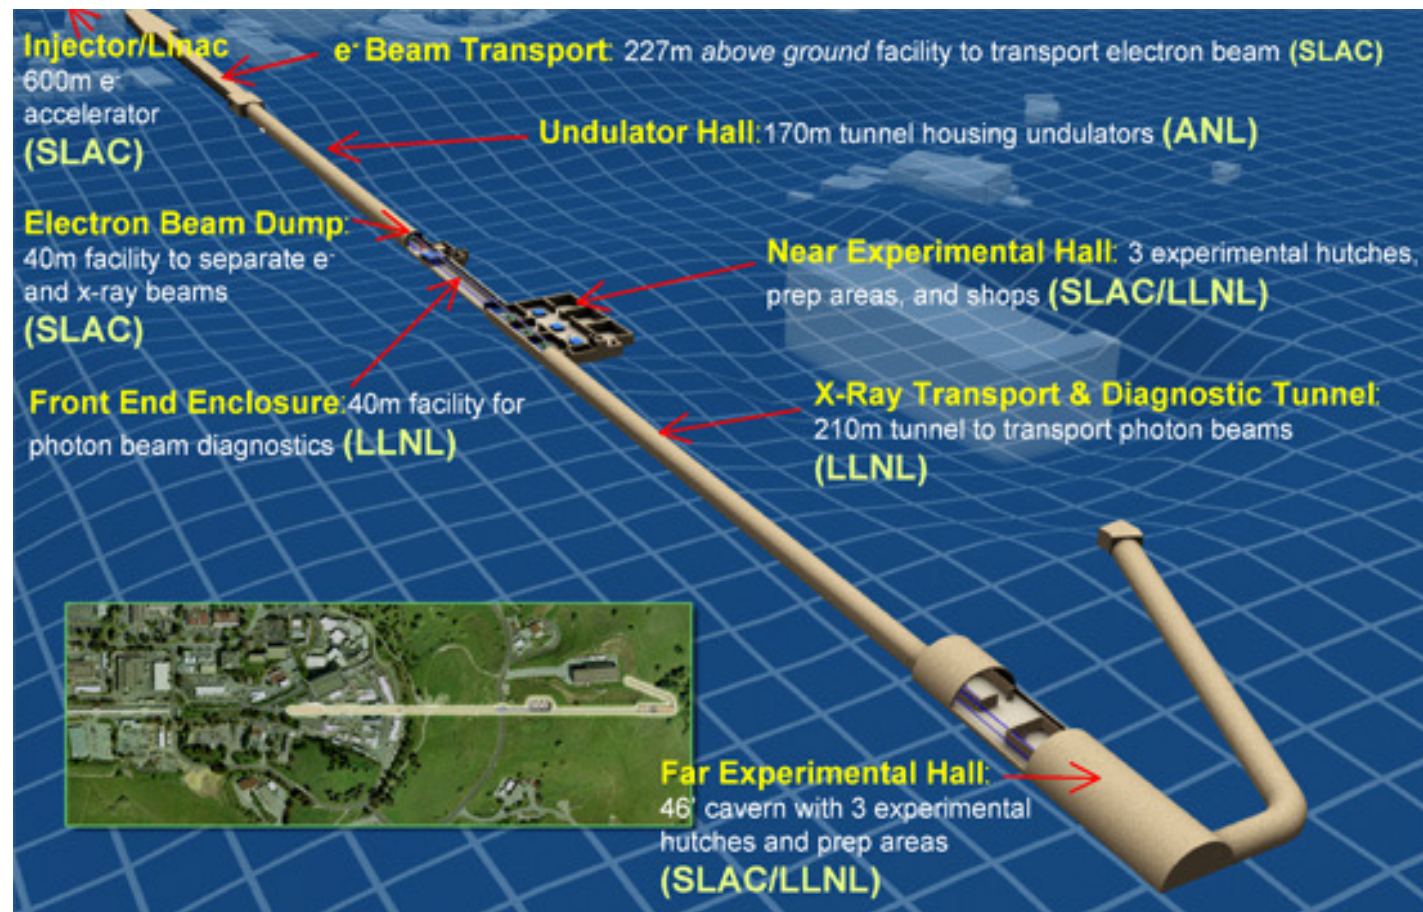 Injector/Linac
600m e-
accelerator
(SLAC)
e- Beam Transport: 227m above ground facility to transport electron beam (SLAC)
Undulator Hall: 170m tunnel housing undulators (ANL)
Electron Beam Dump:
40m facility to separate e-
and x-ray beams
(SLAC)
Near Experimental Hall: 3 experimental hutches,
prep areas, and shops (SLAC/LLNL)
Front End Enclosure: 40m facility for
photon beam diagnostics (LLNL)
X-Ray Transport & Diagnostic Tunnel:
210m tunnel to transport photon beams
(LLNL)
Far Experimental Hall:
46' cavern with 3 experimental
hutches and prep areas
(SLAC/LLNL)